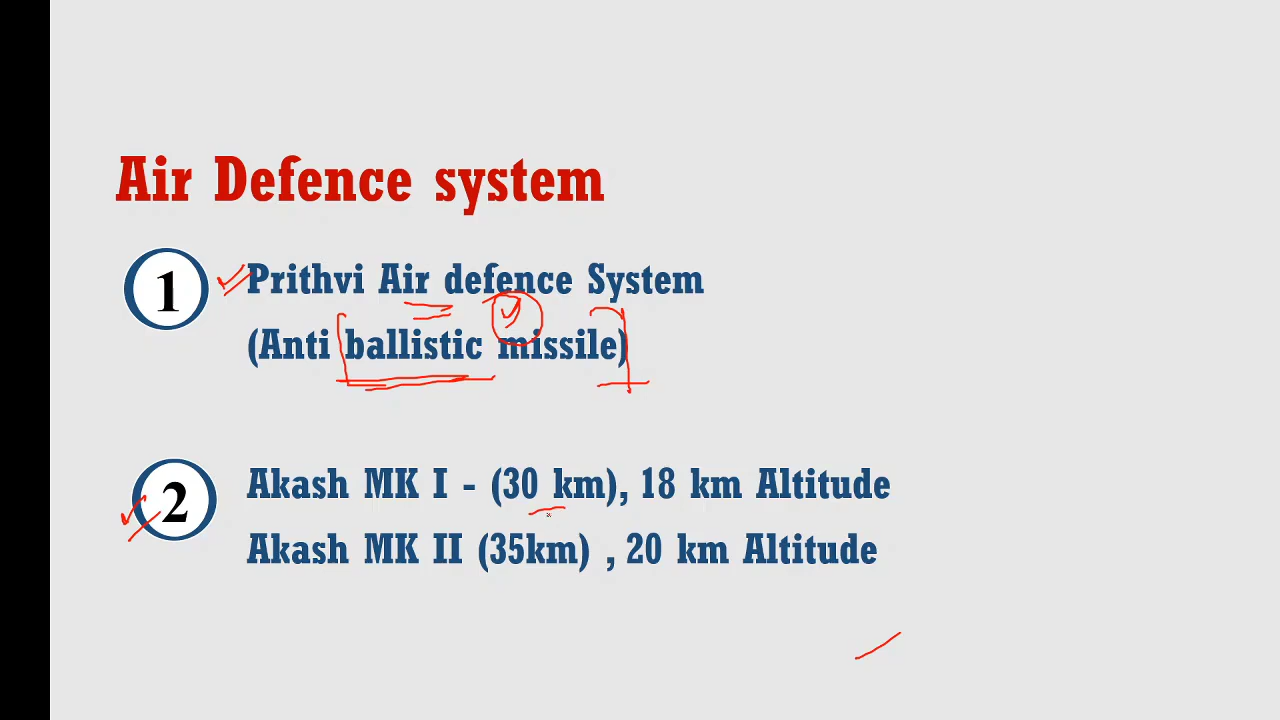 Air Defence system
1 Prithvi Air defence System
(Anti ballistic missile)
2 Akash MK I - (30 km), 18 km Altitude
Akash MK II (35km) , 20 km Altitude